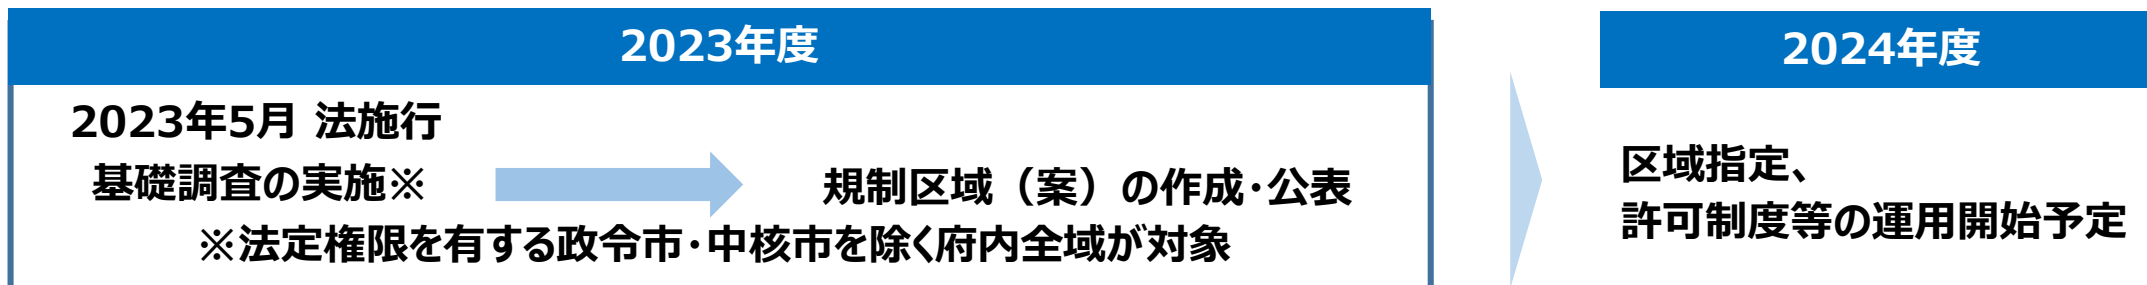 2023年度
2023年5月 法施行
基礎調査の実施※
規制区域（案）の作成・公表
※法定権限を有する政令市・中核市を除く府内全域が対象
2024年度
区域指定、
許可制度等の運用開始予定